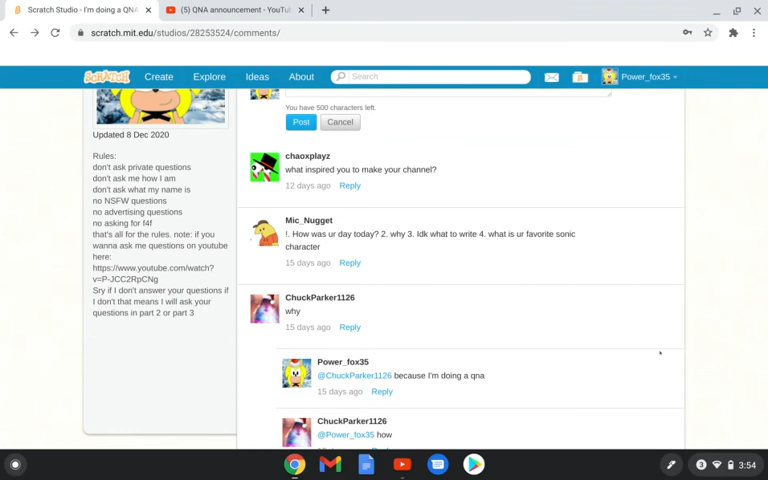 Scratch Studio - I'm doing a QNA
(5) QNA announcement - YouTu
scratch.mit.edu/studios/28253524/comments/
SCRATCH Create Explore Ideas About Search Power_fox35
You have 500 characters left.
Post Cancel
Updated 8 Dec 2020
Rules:
don't ask private questions
don't ask me how I am
don't ask what my name is
no NSFW questions
no advertising questions
no asking for f4f
that's all for the rules. note: if you
wanna ask me questions on youtube
here:
https://www.youtube.com/watch?
v=P-JCC2RpCNg
Sry if I don't answer your questions if
I don't that means I will ask your
questions in part 2 or part 3
chaoxplayz
what inspired you to make your channel?
12 days ago Reply
Mic_Nugget
!. How was ur day today? 2. why 3. Idk what to write 4. what is ur favorite sonic
character
15 days ago Reply
ChuckParker1126
why
15 days ago Reply
Power_fox35
@ChuckParker1126 because I'm doing a qna
15 days ago Reply
ChuckParker1126
@Power_fox35 how
3 3:54